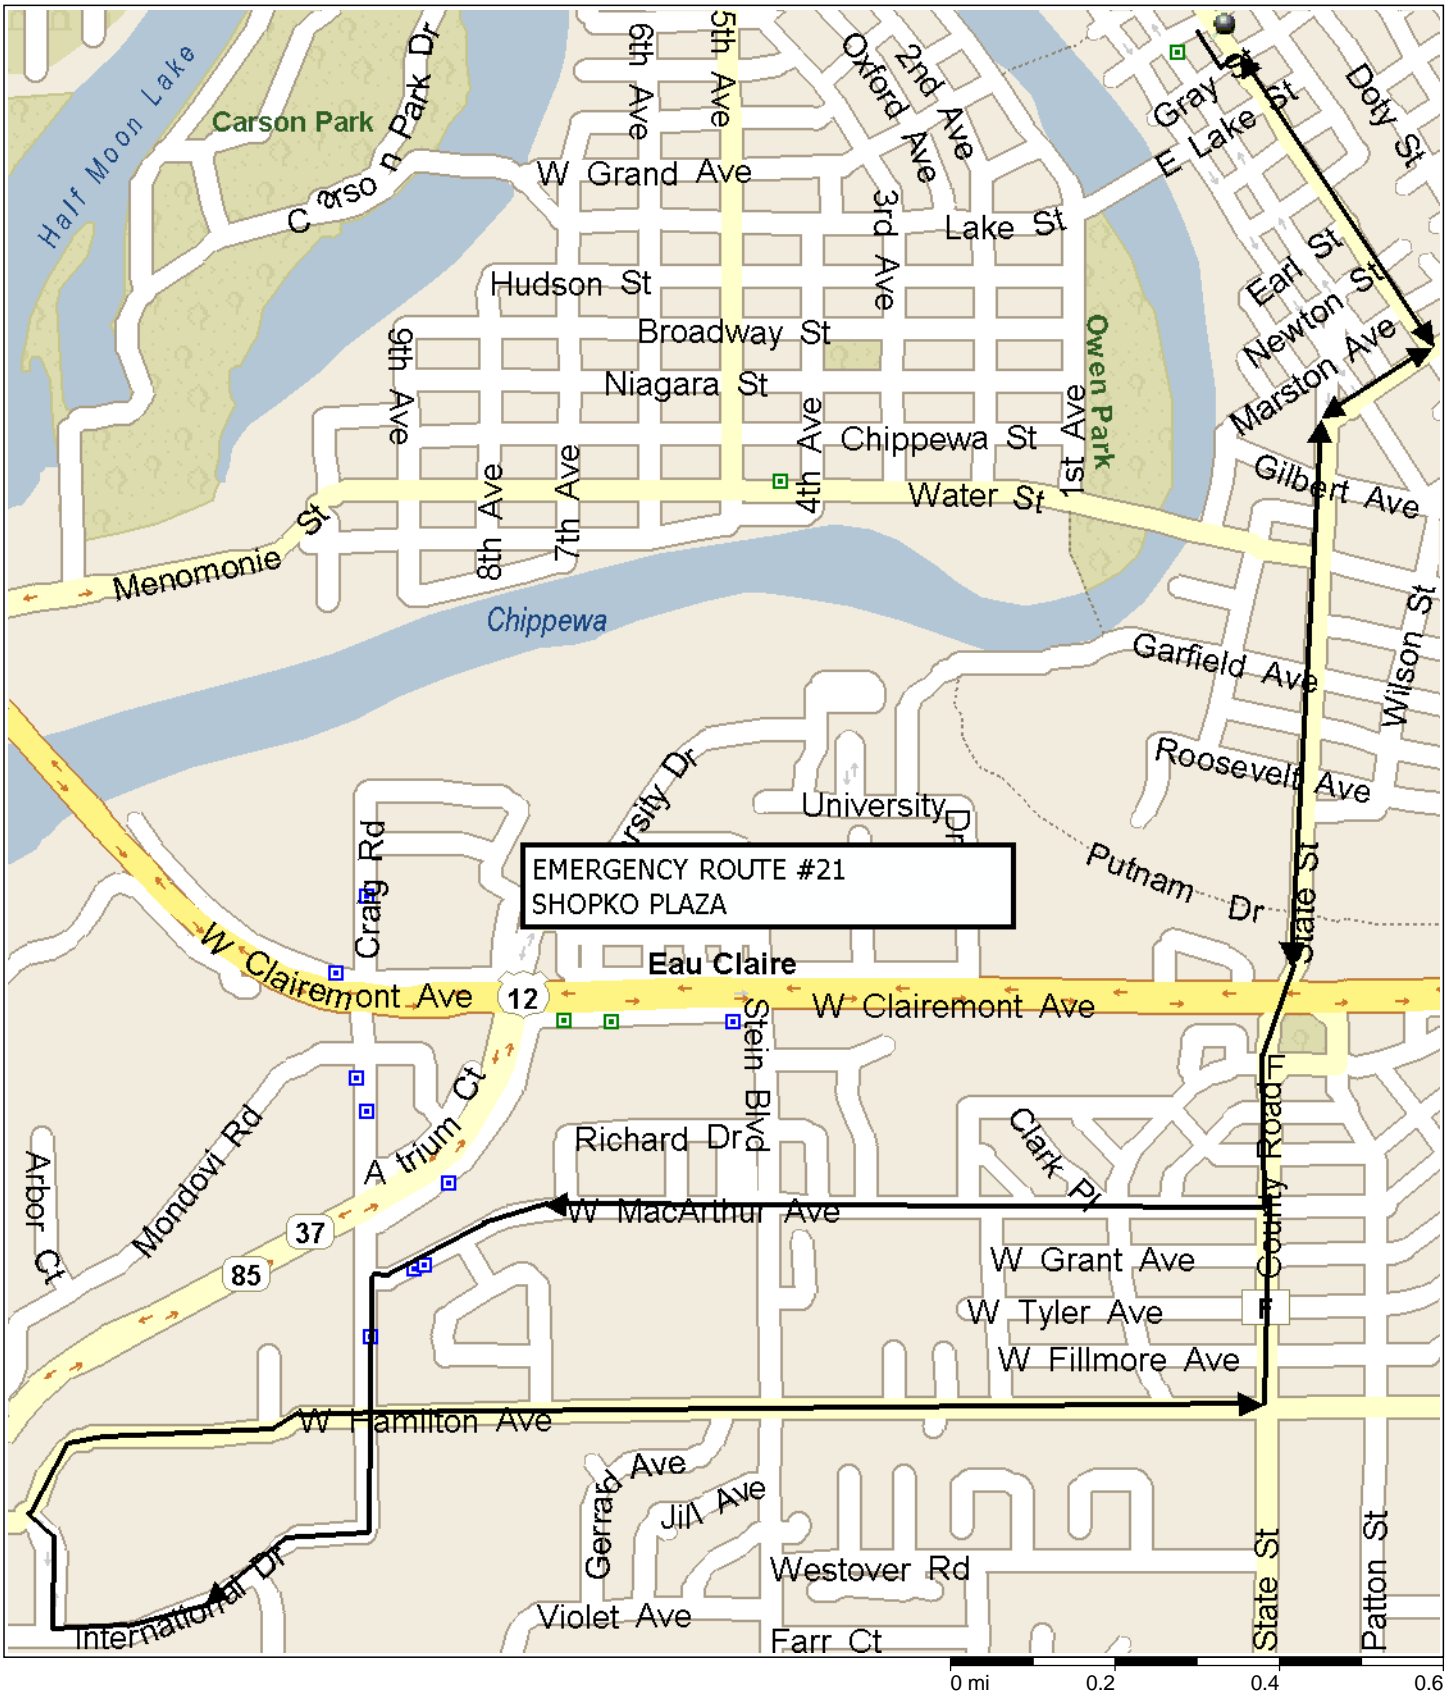 Half Moon Lake
Carson Park
Carson Park Dr
6th Ave
5th Ave
Oxford Ave
2nd Ave
Gray St
S
E Lake St
Doty St
W Grand Ave
3rd Ave
Lake St
Hudson St
Earl St
Newton St
9th Ave
Broadway St
Owen Park
Marston Ave
Niagara St
4th Ave
1st Ave
Chippewa St
8th Ave
7th Ave
Water St
Gilbert Ave
Menomonie St
Chippewa
Wilson St
Garfield Ave
Roosevelt Ave
rsity Dr
University Dr
Craig Rd
EMERGENCY ROUTE #21
SHOPKO PLAZA
Putnam Dr
State St
W Clairemont Ave
Eau Claire
12
W Clairemont Ave
Stein Blvd
County Road F
Atrium Ct
Richard Dr
Clark Pl
Mondovi Rd
Arbor Ct
37
85
W MacArthur Ave
W Grant Ave
W Tyler Ave
F
W Fillmore Ave
W Hamilton Ave
Gerrard Ave
Jill Ave
Westover Rd
State St
Patton St
International Dr
Violet Ave
Farr Ct
0 mi 0.2 0.4 0.6